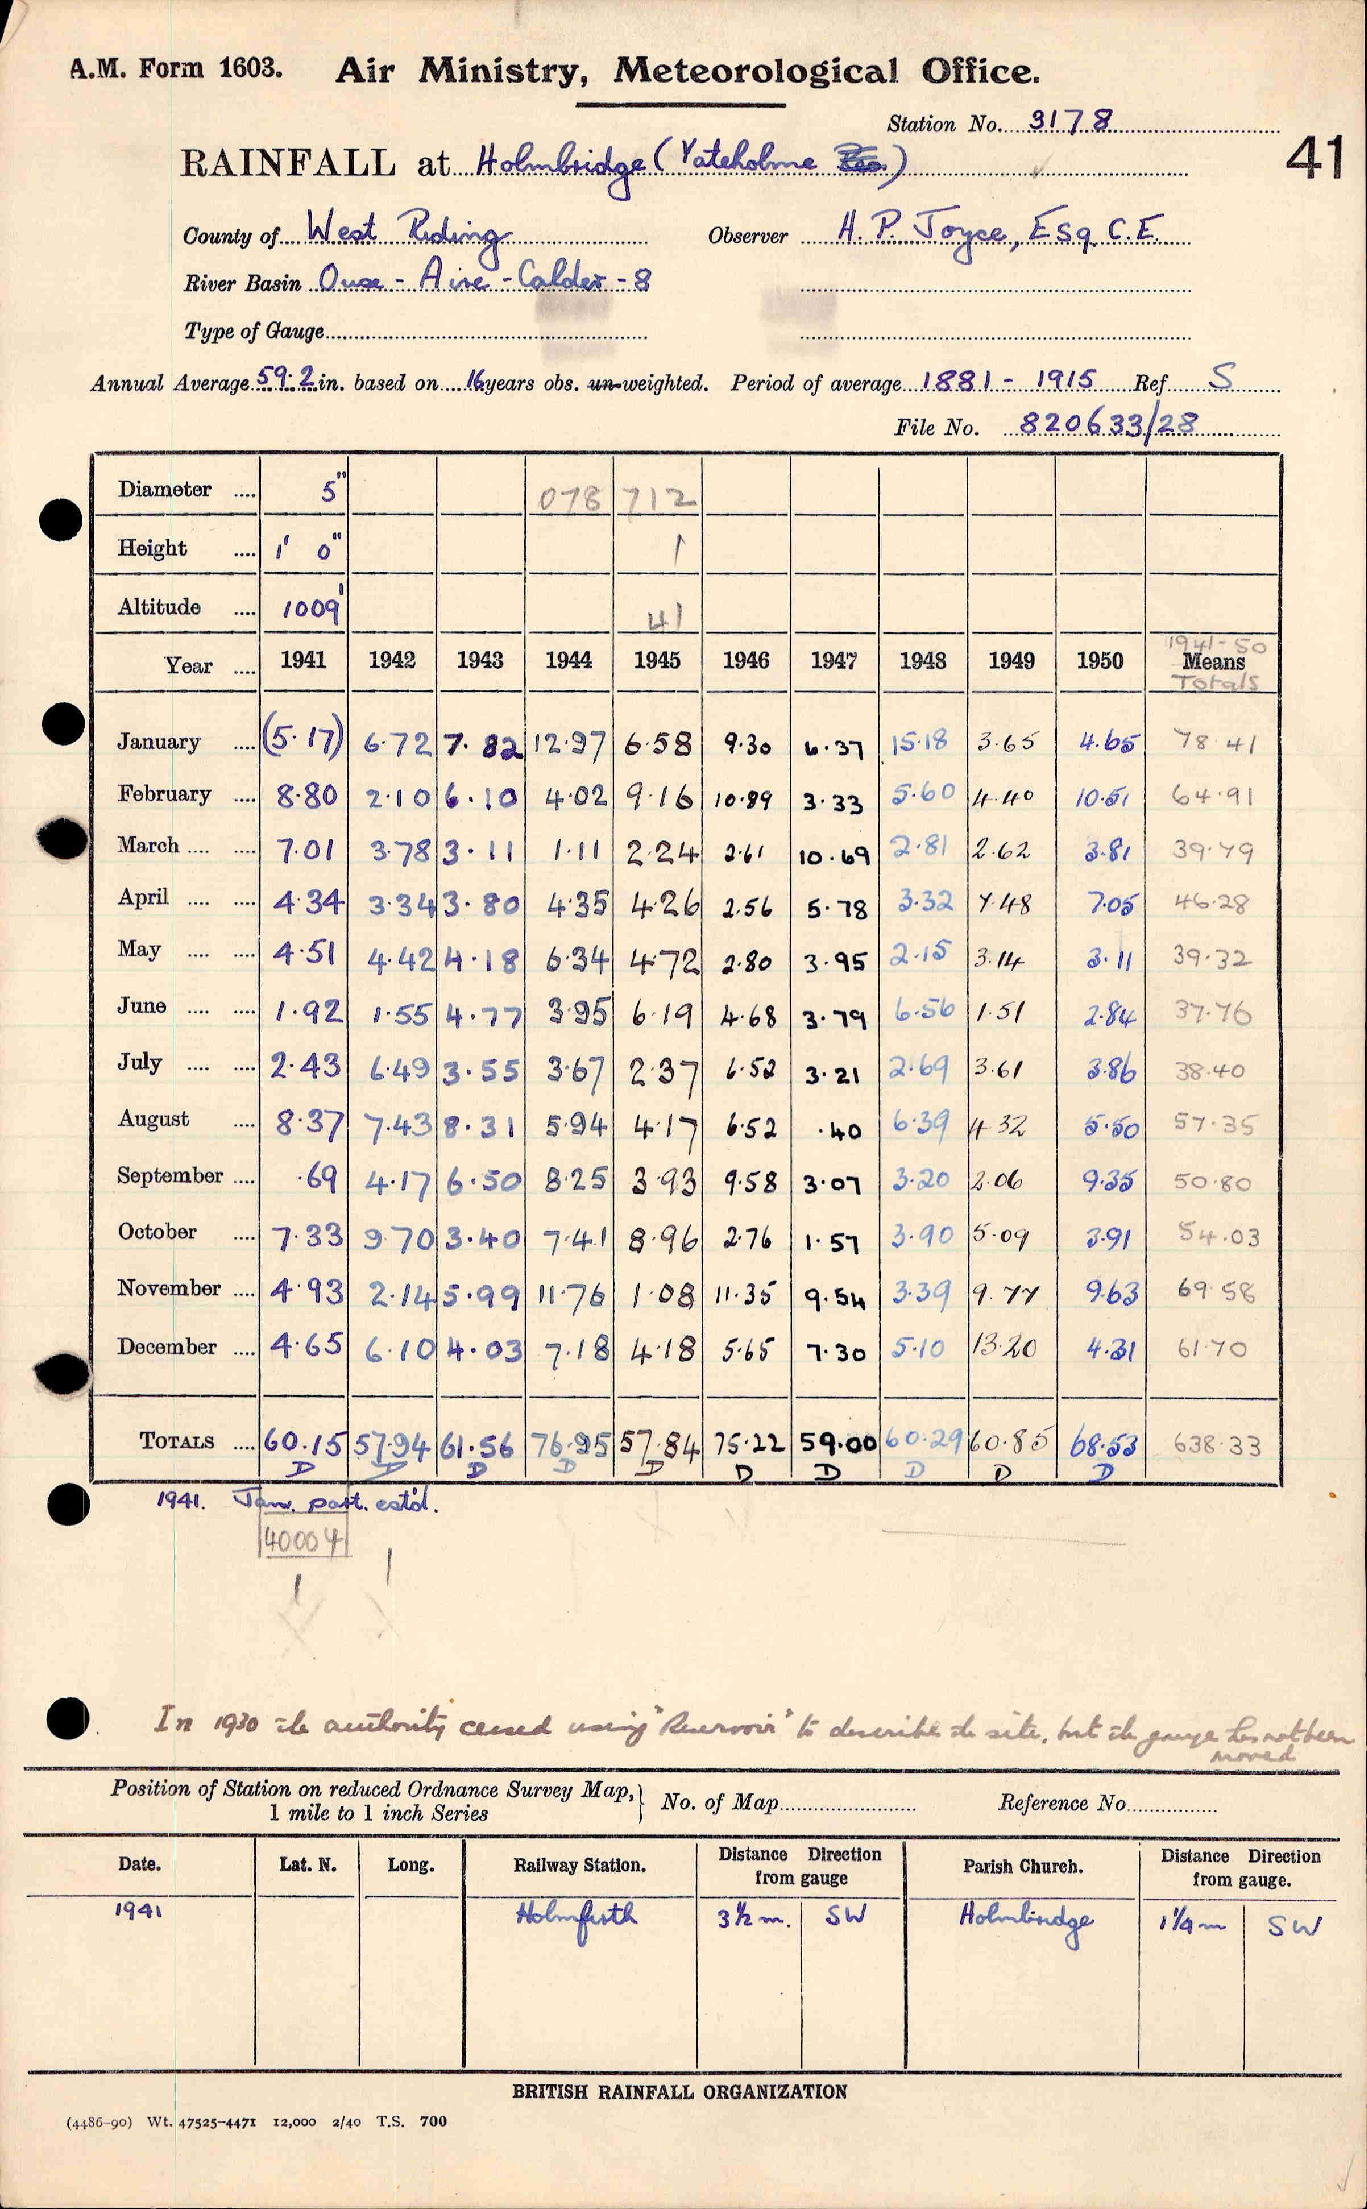 A.M. Form 1603. Air Ministry, Meteorological Office.
Station No. 3178
41
RAINFALL at Holmbridge (Yateholme Res.)
County of West Riding Observer H. P. Joyce, Esq. C.E.
River Basin Ouse - Aire - Calder - 8
Type of Gauge
Annual Average 59.2 in. based on 16 years obs. un-weighted. Period of average 1881 - 1915 Ref S
File No. 820633/28
Diameter .... 5" 078 712
Height .... 1' 0" 1
Altitude .... 1009' 41
1941-50
Year .... 1941 1942 1943 1944 1945 1946 1947 1948 1949 1950 Means
Totals
January .... (5.17) 6.72 7.82 12.97 6.58 9.30 6.37 15.18 3.65 4.65 78.41
February .... 8.80 2.10 6.10 4.02 9.16 10.89 3.33 5.60 4.40 10.51 64.91
March .... .... 7.01 3.78 3.11 1.11 2.24 2.61 10.69 2.81 2.62 3.81 39.79
April .... .... 4.34 3.34 3.80 4.35 4.26 2.56 5.78 3.32 7.48 7.05 46.28
May .... .... 4.51 4.42 4.18 6.34 4.72 2.80 3.95 2.15 3.14 3.11 39.32
June .... .... 1.92 1.55 4.77 3.95 6.19 4.68 3.79 6.56 1.51 2.84 37.76
July .... .... 2.43 6.49 3.55 3.67 2.37 6.52 3.21 2.69 3.61 3.86 38.40
August .... 8.37 7.43 8.31 5.94 4.17 6.52 .40 6.39 4.32 5.50 57.35
September .... .69 4.17 6.50 8.25 3.93 9.58 3.07 3.20 2.06 9.35 50.80
October .... 7.33 9.70 3.40 7.41 8.96 2.76 1.57 3.90 5.09 3.91 54.03
November .... 4.93 2.14 5.99 11.76 1.08 11.35 9.54 3.39 9.77 9.63 69.58
December .... 4.65 6.10 4.03 7.18 4.18 5.65 7.30 5.10 13.20 4.31 61.70
TOTALS .... 60.15 57.94 61.56 76.95 57.84 75.22 59.00 60.29 60.85 68.53 638.33
D D D D D D D D D D
1941. Jan. part. est'd.
40004
In 1930 the authority ceased using "Reservoir" to describe the site, but the gauge has not been
moved
Position of Station on reduced Ordnance Survey Map, 1 mile to 1 inch Series } No. of Map Reference No.
Date. Lat. N. Long. Railway Station. Distance Direction from gauge Parish Church. Distance Direction from gauge.
1941 Holmfirth 3½ m. SW Holmbridge 1¼ m SW
BRITISH RAINFALL ORGANIZATION
(4486-90) Wt. 47525-4471 12,000 2/40 T.S. 700